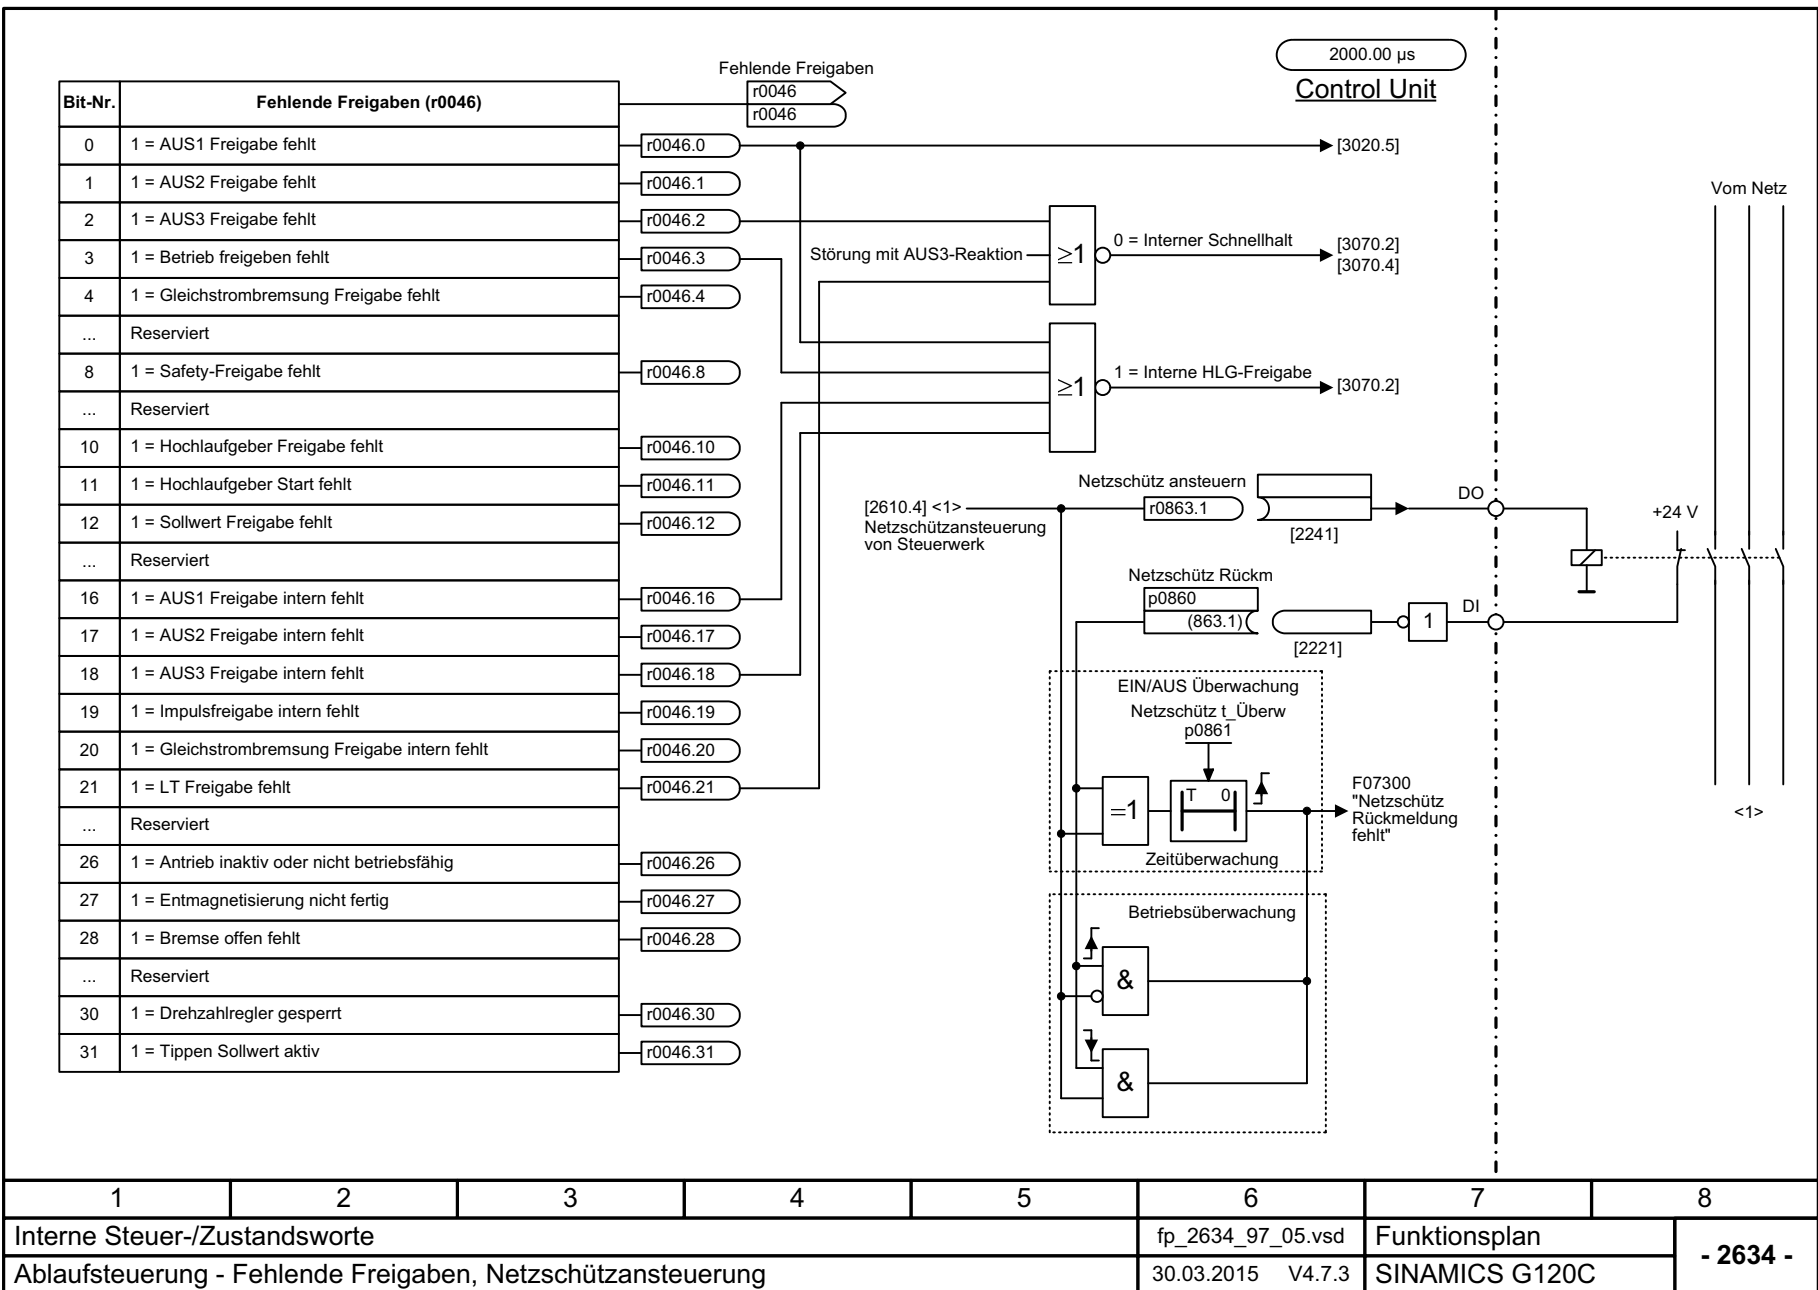 2000.00 µs
Control Unit
Fehlende Freigaben
r0046
r0046
Bit-Nr. Fehlende Freigaben (r0046)
0 1 = AUS1 Freigabe fehlt r0046.0 [3020.5]
1 1 = AUS2 Freigabe fehlt r0046.1
2 1 = AUS3 Freigabe fehlt r0046.2
3 1 = Betrieb freigeben fehlt r0046.3
4 1 = Gleichstrombremsung Freigabe fehlt r0046.4
... Reserviert
8 1 = Safety-Freigabe fehlt r0046.8
... Reserviert
10 1 = Hochlaufgeber Freigabe fehlt r0046.10
11 1 = Hochlaufgeber Start fehlt r0046.11
12 1 = Sollwert Freigabe fehlt r0046.12
... Reserviert
16 1 = AUS1 Freigabe intern fehlt r0046.16
17 1 = AUS2 Freigabe intern fehlt r0046.17
18 1 = AUS3 Freigabe intern fehlt r0046.18
19 1 = Impulsfreigabe intern fehlt r0046.19
20 1 = Gleichstrombremsung Freigabe intern fehlt r0046.20
21 1 = LT Freigabe fehlt r0046.21
... Reserviert
26 1 = Antrieb inaktiv oder nicht betriebsfähig r0046.26
27 1 = Entmagnetisierung nicht fertig r0046.27
28 1 = Bremse offen fehlt r0046.28
... Reserviert
30 1 = Drehzahlregler gesperrt r0046.30
31 1 = Tippen Sollwert aktiv r0046.31
Störung mit AUS3-Reaktion
≥1
0 = Interner Schnellhalt
[3070.2]
[3070.4]
≥1
1 = Interne HLG-Freigabe
[3070.2]
[2610.4] <1>
Netzschützansteuerung
von Steuerwerk
Netzschütz ansteuern
r0863.1
[2241]
DO
Netzschütz Rückm
p0860
(863.1)
[2221]
1
DI
Vom Netz
+24 V
<1>
EIN/AUS Überwachung
Netzschütz t_Überw
p0861
=1
T 0
Zeitüberwachung
F07300
"Netzschütz
Rückmeldung
fehlt"
Betriebsüberwachung
&
&
1 2 3 4 5 6 7 8
Interne Steuer-/Zustandsworte fp_2634_97_05.vsd Funktionsplan
- 2634 -
Ablaufsteuerung - Fehlende Freigaben, Netzschützansteuerung 30.03.2015 V4.7.3 SINAMICS G120C